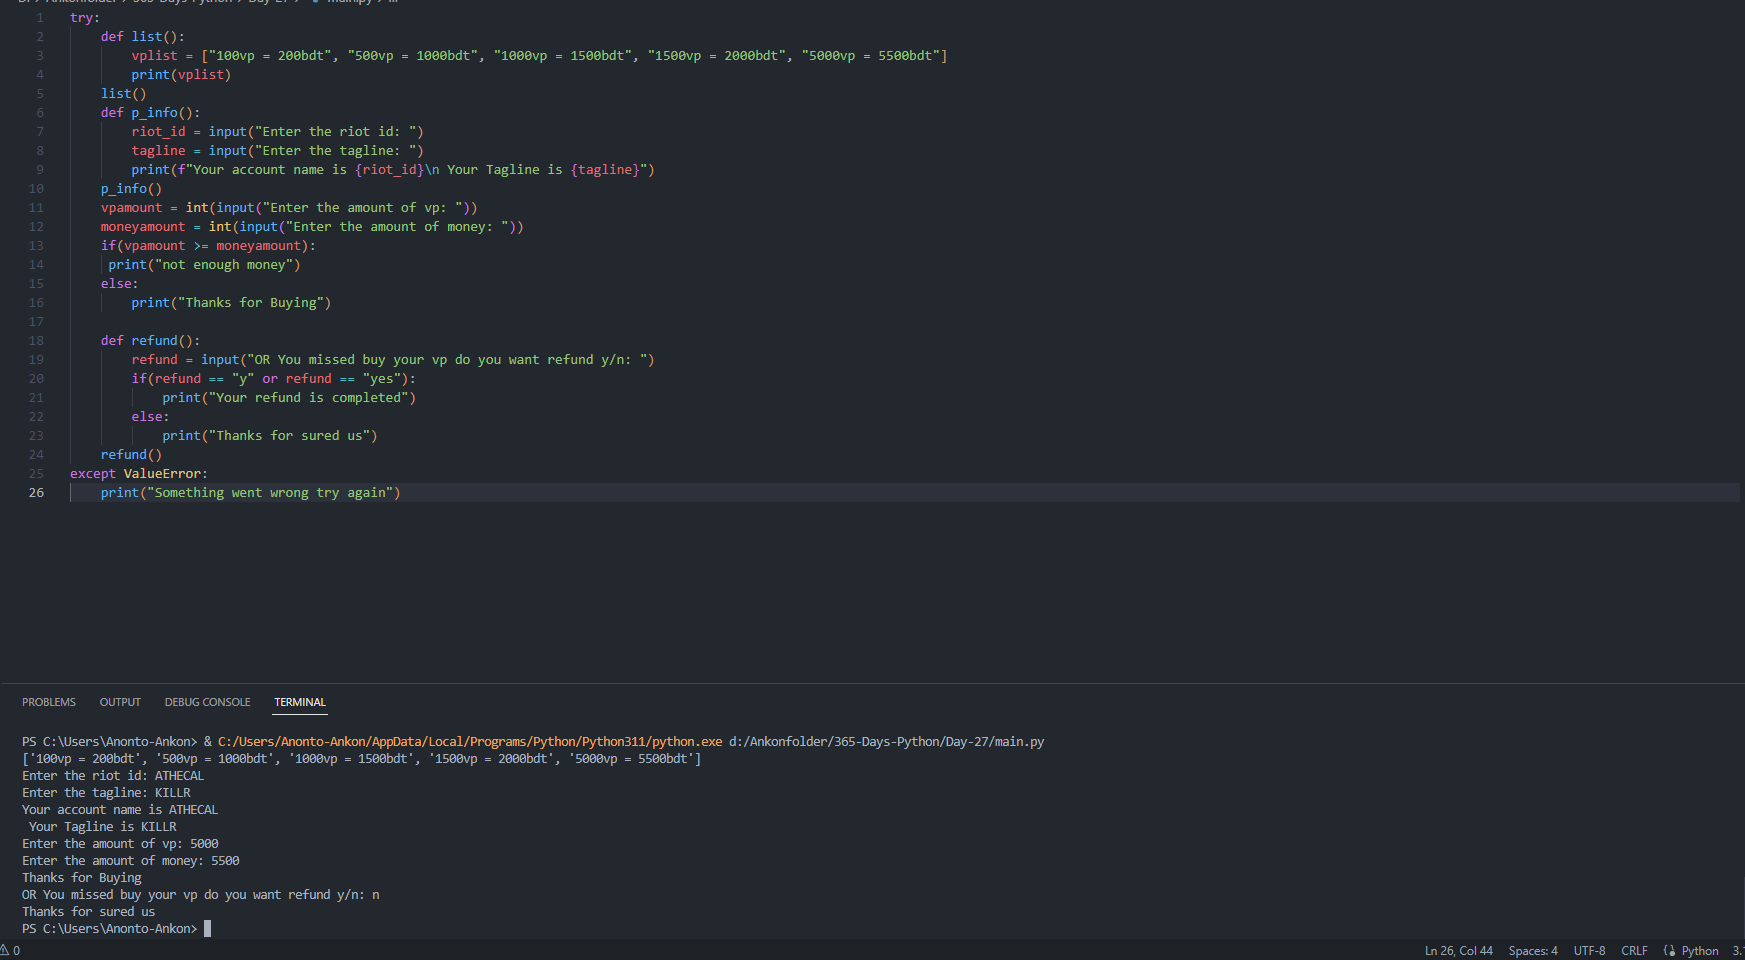 1 try:
2     def list():
3         vplist = ["100vp = 200bdt", "500vp = 1000bdt", "1000vp = 1500bdt", "1500vp = 2000bdt", "5000vp = 5500bdt"]
4         print(vplist)
5     list()
6     def p_info():
7         riot_id = input("Enter the riot id: ")
8         tagline = input("Enter the tagline: ")
9         print(f"Your account name is {riot_id}\n Your Tagline is {tagline}")
10     p_info()
11     vpamount = int(input("Enter the amount of vp: "))
12     moneyamount = int(input("Enter the amount of money: "))
13     if(vpamount >= moneyamount):
14      print("not enough money")
15     else:
16         print("Thanks for Buying")
17
18     def refund():
19         refund = input("OR You missed buy your vp do you want refund y/n: ")
20         if(refund == "y" or refund == "yes"):
21             print("Your refund is completed")
22         else:
23             print("Thanks for sured us")
24     refund()
25 except ValueError:
26     print("Something went wrong try again")
PROBLEMS OUTPUT DEBUG CONSOLE TERMINAL
PS C:\Users\Anonto-Ankon> & C:/Users/Anonto-Ankon/AppData/Local/Programs/Python/Python311/python.exe d:/Ankonfolder/365-Days-Python/Day-27/main.py
['100vp = 200bdt', '500vp = 1000bdt', '1000vp = 1500bdt', '1500vp = 2000bdt', '5000vp = 5500bdt']
Enter the riot id: ATHECAL
Enter the tagline: KILLR
Your account name is ATHECAL
 Your Tagline is KILLR
Enter the amount of vp: 5000
Enter the amount of money: 5500
Thanks for Buying
OR You missed buy your vp do you want refund y/n: n
Thanks for sured us
PS C:\Users\Anonto-Ankon>
0 Ln 26, Col 44 Spaces: 4 UTF-8 CRLF Python 3.